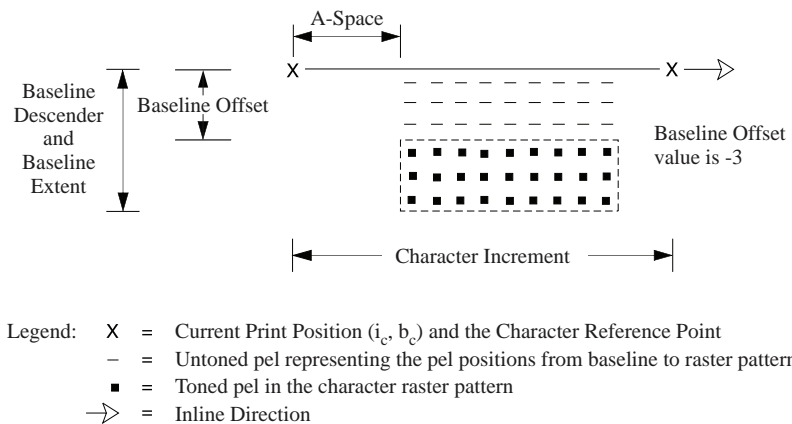 A-Space
X X
Baseline
Descender
and
Baseline
Extent
Baseline Offset
Baseline Offset
value is -3
Character Increment
Legend: X = Current Print Position (i_c, b_c) and the Character Reference Point
– = Untoned pel representing the pel positions from baseline to raster pattern
■ = Toned pel in the character raster pattern
= Inline Direction